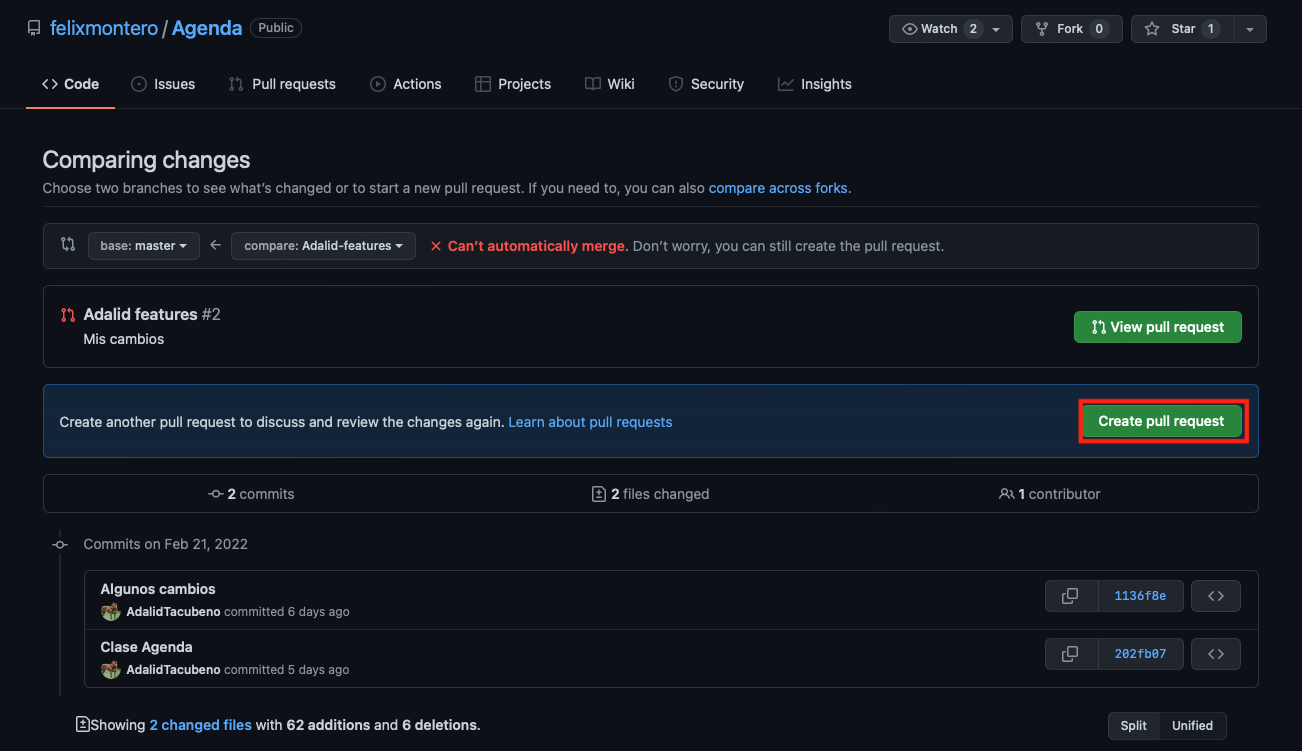 felixmontero / Agenda Public Watch 2 Fork 0 Star 1
Code Issues Pull requests Actions Projects Wiki Security Insights
Comparing changes
Choose two branches to see what's changed or to start a new pull request. If you need to, you can also compare across forks.
base: master compare: Adalid-features Can't automatically merge. Don't worry, you can still create the pull request.
Adalid features #2
Mis cambios
View pull request
Create another pull request to discuss and review the changes again. Learn about pull requests Create pull request
2 commits 2 files changed 1 contributor
Commits on Feb 21, 2022
Algunos cambios
AdalidTacubeno committed 6 days ago
1136f8e
Clase Agenda
AdalidTacubeno committed 5 days ago
202fb07
Showing 2 changed files with 62 additions and 6 deletions. Split Unified